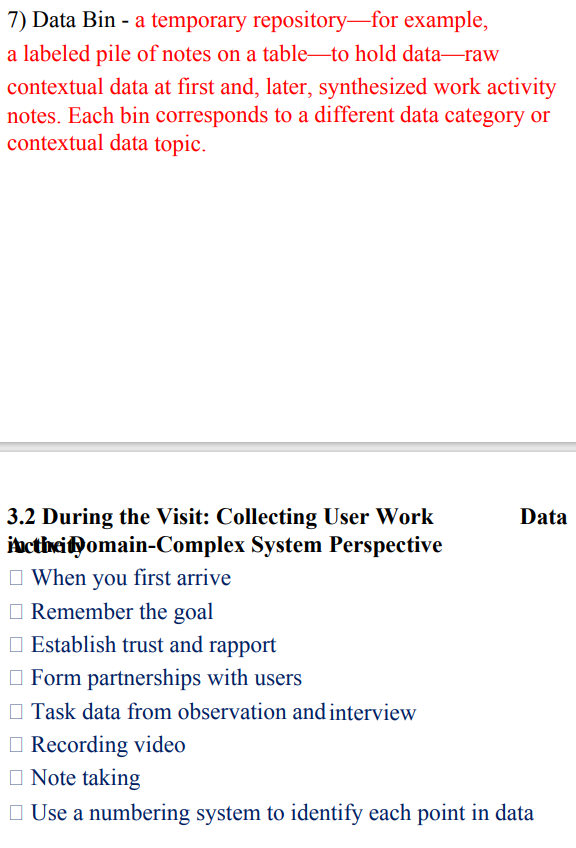 7) Data Bin - a temporary repository—for example,
a labeled pile of notes on a table—to hold data—raw
contextual data at first and, later, synthesized work activity
notes. Each bin corresponds to a different data category or
contextual data topic.
3.2 During the Visit: Collecting User Work Data
Activity in the Domain-Complex System Perspective
□ When you first arrive
□ Remember the goal
□ Establish trust and rapport
□ Form partnerships with users
□ Task data from observation and interview
□ Recording video
□ Note taking
□ Use a numbering system to identify each point in data